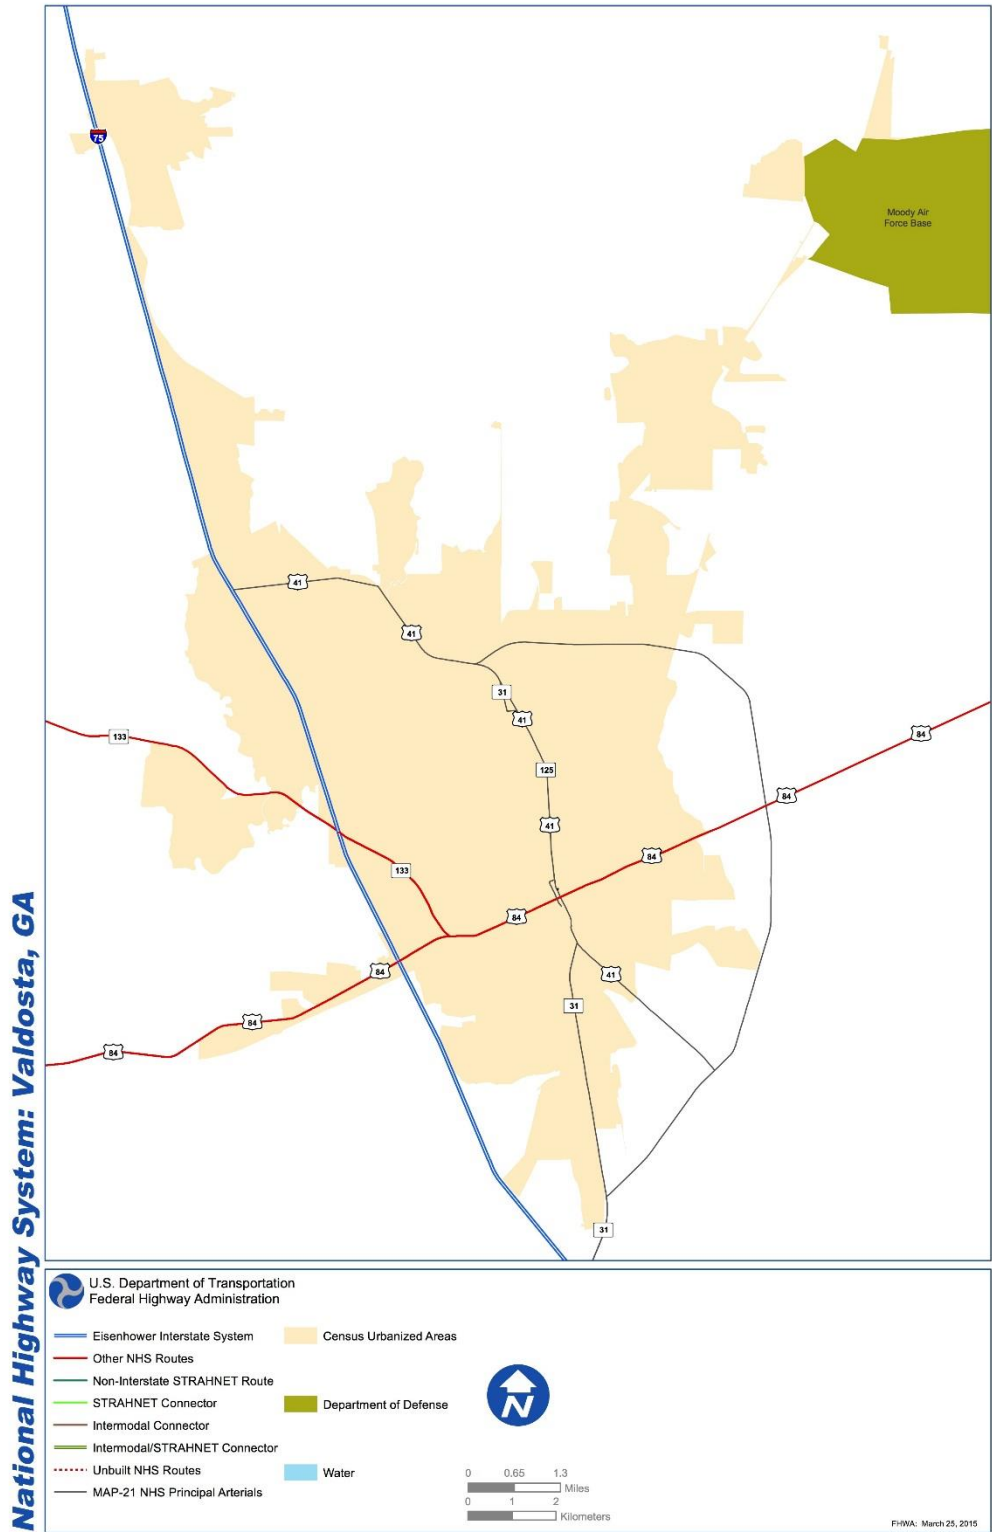 National Highway System: Valdosta, GA
75
Moody Air
Force Base
41
41
31
41
133
125
84
84
41
84
133
84
84
41
31
84
84
31
U.S. Department of Transportation
Federal Highway Administration
Eisenhower Interstate System
Other NHS Routes
Non-Interstate STRAHNET Route
STRAHNET Connector
Intermodal Connector
Intermodal/STRAHNET Connector
Unbuilt NHS Routes
MAP-21 NHS Principal Arterials
Census Urbanized Areas
Department of Defense
Water
N
0 0.65 1.3
Miles
0 1 2
Kilometers
FHWA: March 25, 2015